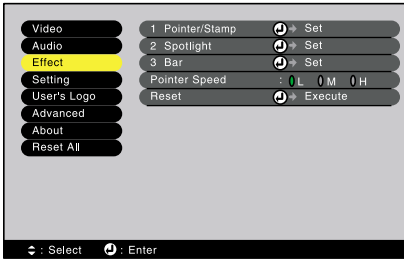 Video
Audio
Effect
Setting
User's Logo
Advanced
About
Reset All
1 Pointer/Stamp Set
2 Spotlight Set
3 Bar Set
Pointer Speed : L M H
Reset Execute
: Select : Enter